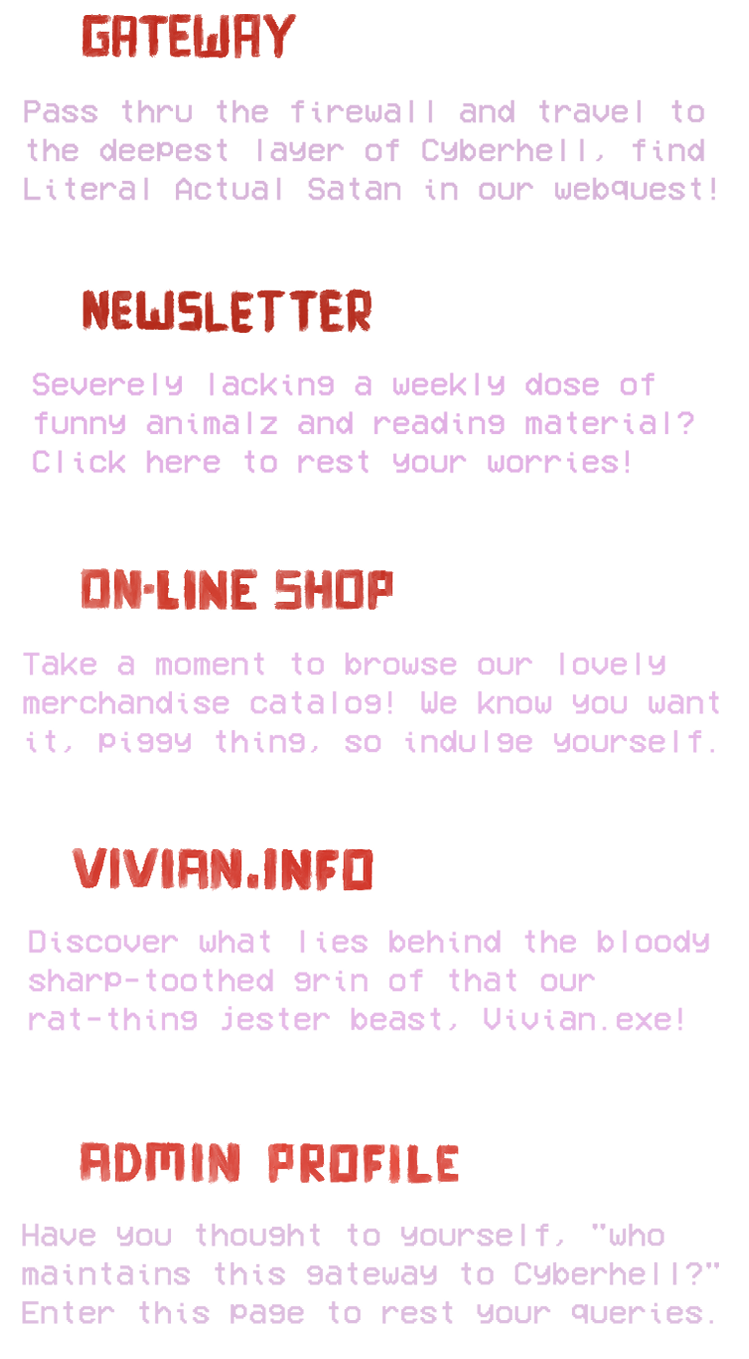 GATEWAY
Pass thru the firewall and travel to
the deepest layer of Cyberhell, find
Literal Actual Satan in our webquest!
NEWSLETTER
Severely lacking a weekly dose of
funny animalz and reading material?
Click here to rest your worries!
ON-LINE SHOP
Take a moment to browse our lovely
merchandise catalog! We know you want
it, piggy thing, so indulge yourself.
VIVIAN.INFO
Discover what lies behind the bloody
sharp-toothed grin of that our
rat-thing jester beast, Vivian.exe!
ADMIN PROFILE
Have you thought to yourself, "who
maintains this gateway to Cyberhell?"
Enter this page to rest your queries.